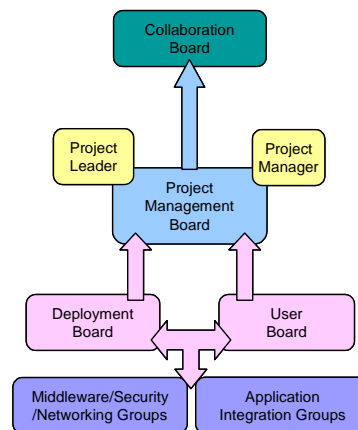 Collaboration
Board
Project
Leader
Project
Manager
Project
Management
Board
Deployment
Board
User
Board
Middleware/Security
/Networking Groups
Application
Integration Groups